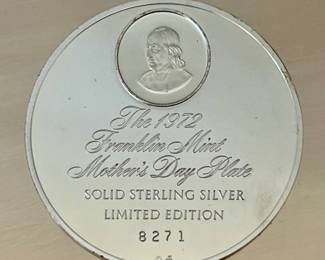 The 1972
Franklin Mint
Mother's Day Plate
SOLID STERLING SILVER
LIMITED EDITION
8271